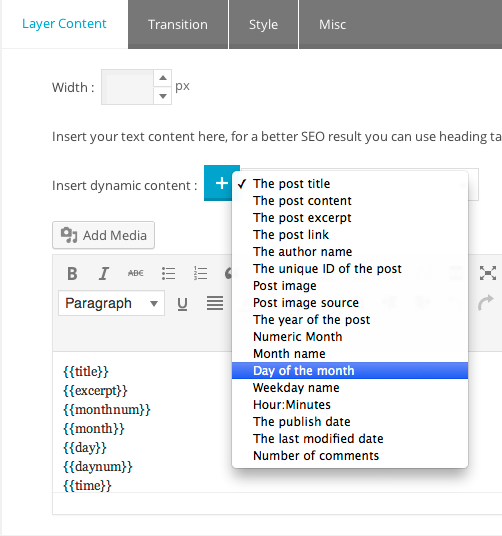 Layer Content Transition Style Misc
Width : px
Insert your text content here, for a better SEO result you can use heading ta
Insert dynamic content : +
✓ The post title
The post content
The post excerpt
The post link
The author name
The unique ID of the post
Post image
Post image source
The year of the post
Numeric Month
Month name
Day of the month
Weekday name
Hour:Minutes
The publish date
The last modified date
Number of comments
Add Media
B I ABC
Paragraph U
{{title}}
{{excerpt}}
{{monthnum}}
{{month}}
{{day}}
{{daynum}}
{{time}}